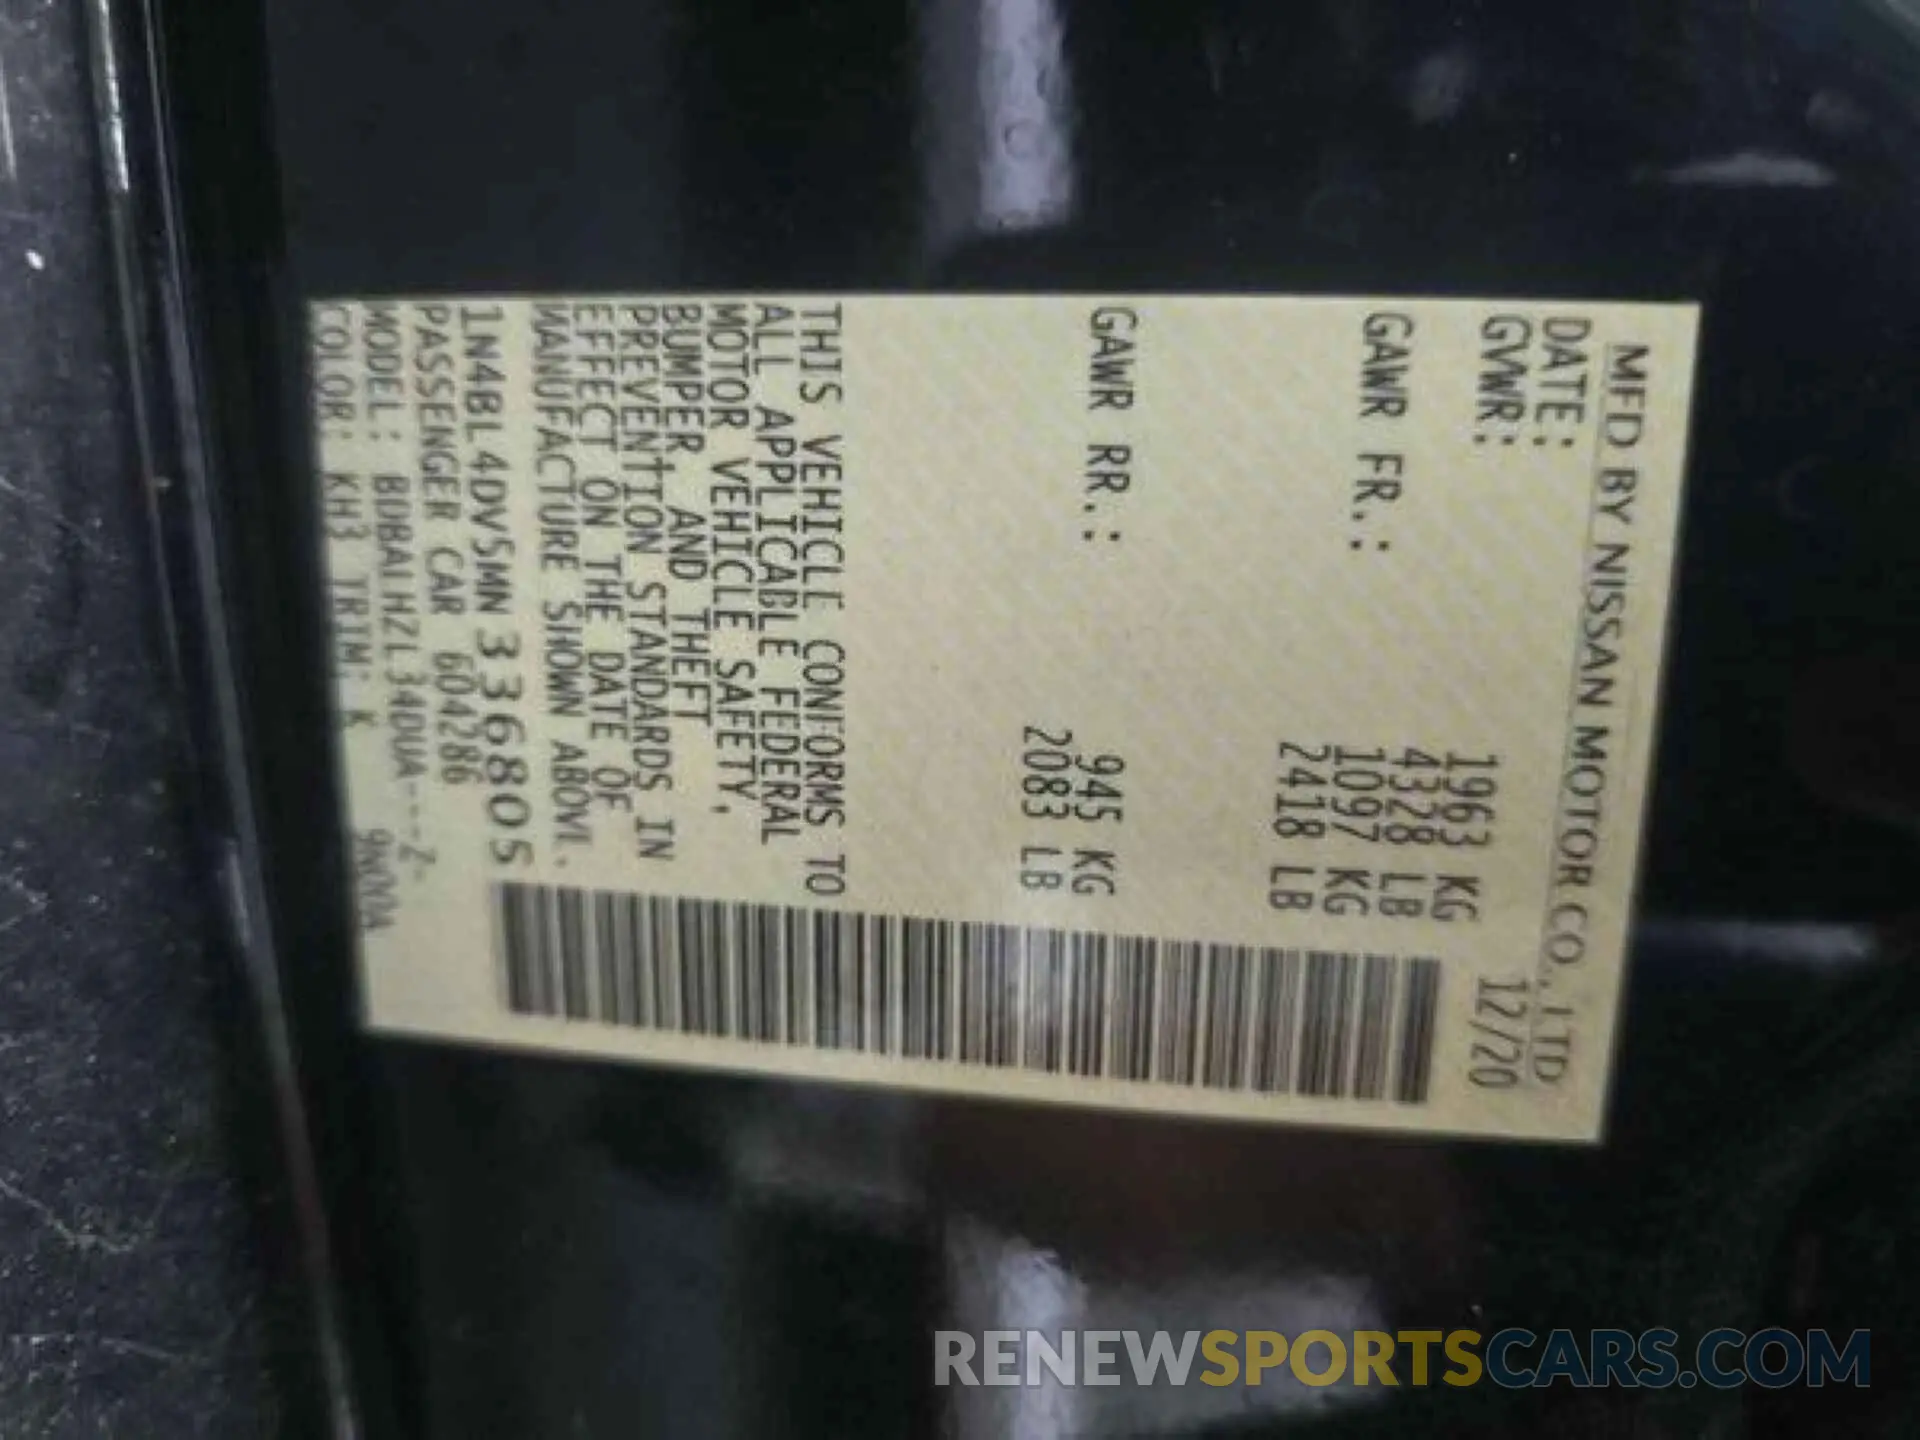 MFD BY NISSAN MOTOR CO., LTD
DATE: 12/20
GVWR: 1963 KG
4328 LB
GAWR FR.: 1097 KG
2418 LB
GAWR RR.: 945 KG
2083 LB
THIS VEHICLE CONFORMS TO
ALL APPLICABLE FEDERAL
MOTOR VEHICLE SAFETY,
BUMPER, AND THEFT
PREVENTION STANDARDS IN
EFFECT ON THE DATE OF
MANUFACTURE SHOWN ABOVE.
1N4BL4DV5MN336805
PASSENGER CAR 604286
MODEL: BDBALHZL34DUA---Z-
COLOR: KH3 TRIM: K
RENEWSPORTSCARS.COM